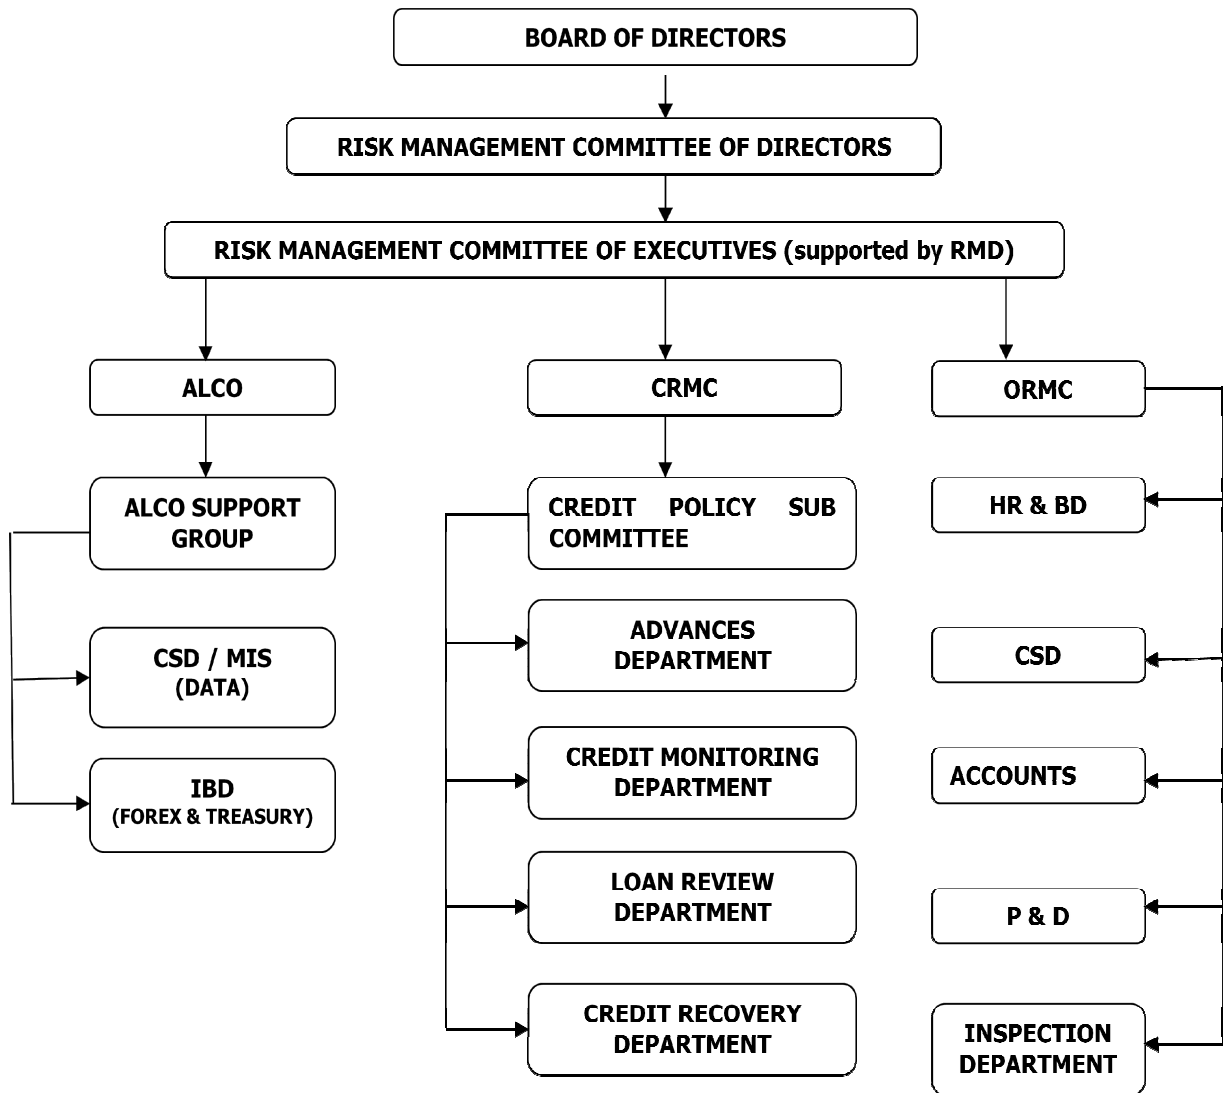 BOARD OF DIRECTORS
RISK MANAGEMENT COMMITTEE OF DIRECTORS
RISK MANAGEMENT COMMITTEE OF EXECUTIVES (supported by RMD)
ALCO
CRMC
ORMC
ALCO SUPPORT
GROUP
CREDIT POLICY SUB
COMMITTEE
HR & BD
CSD / MIS
(DATA)
ADVANCES
DEPARTMENT
CSD
IBD
(FOREX & TREASURY)
CREDIT MONITORING
DEPARTMENT
ACCOUNTS
LOAN REVIEW
DEPARTMENT
P & D
CREDIT RECOVERY
DEPARTMENT
INSPECTION
DEPARTMENT